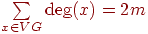 ∑_{x∈VG} deg(x) = 2m